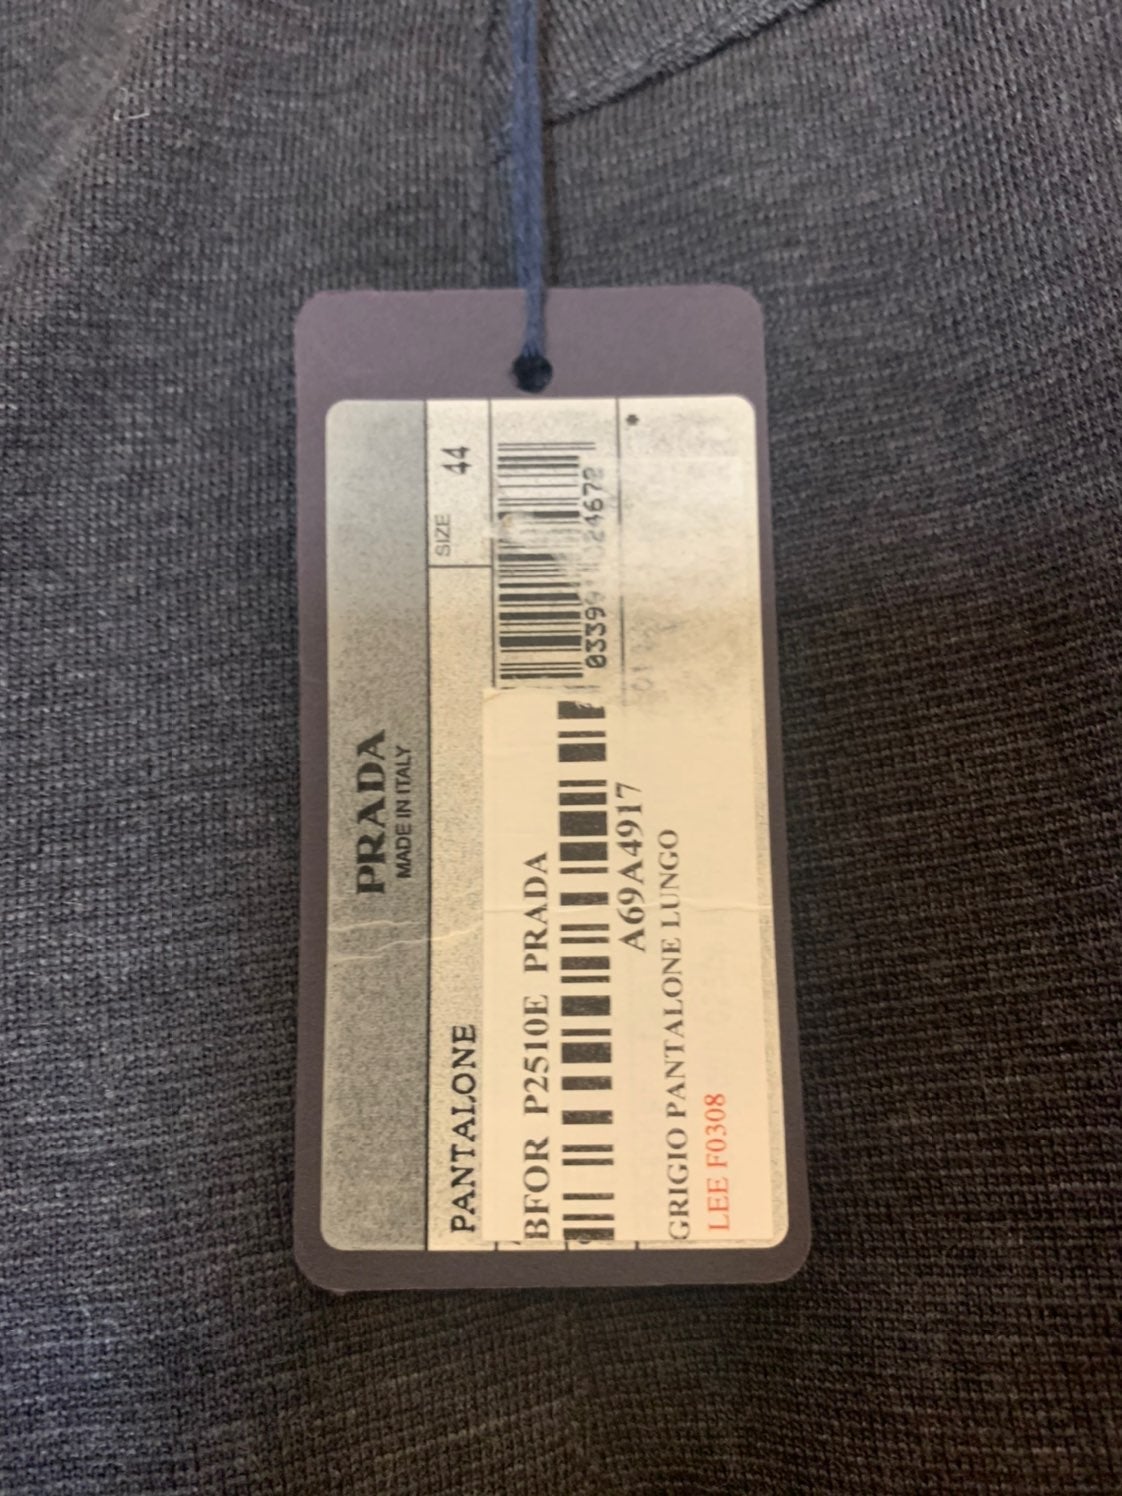 PRADA
MADE IN ITALY
PANTALONE
SIZE
44
BFOR P2510E PRADA
A69A4917
GRIGIO PANTALONE LUNGO
LEE F0308